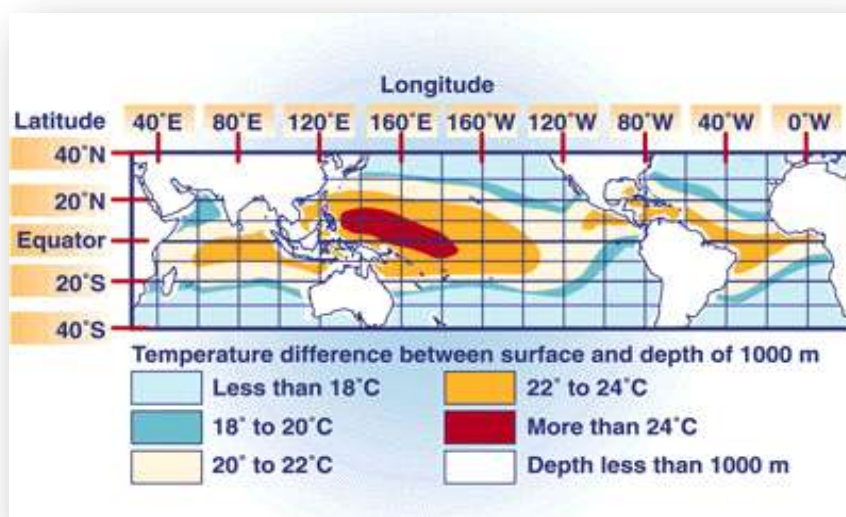 Longitude
Latitude 40°E 80°E 120°E 160°E 160°W 120°W 80°W 40°W 0°W
40°N
20°N
Equator
20°S
40°S
Temperature difference between surface and depth of 1000 m
Less than 18°C 22° to 24°C
18° to 20°C More than 24°C
20° to 22°C Depth less than 1000 m